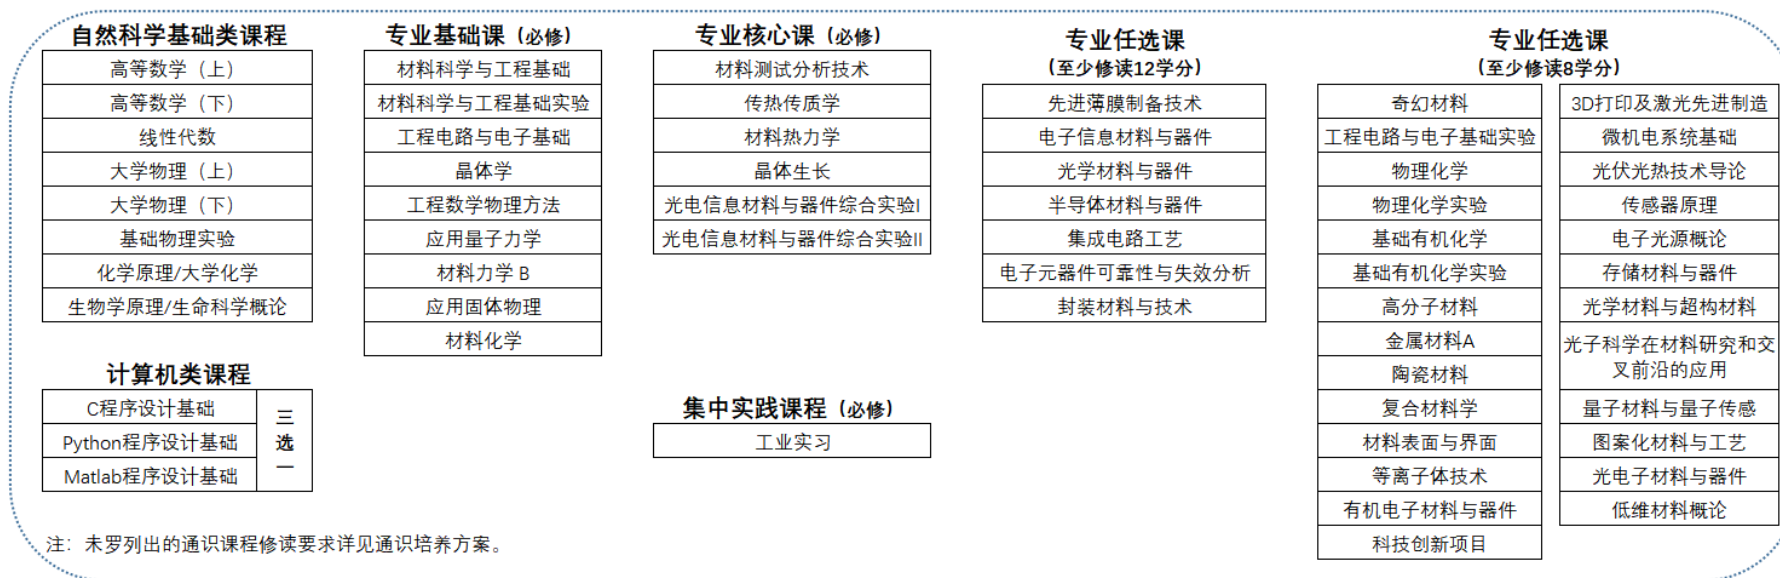 自然科学基础类课程
高等数学（上）
高等数学（下）
线性代数
大学物理（上）
大学物理（下）
基础物理实验
化学原理/大学化学
生物学原理/生命科学概论
计算机类课程
C程序设计基础
Python程序设计基础
Matlab程序设计基础
三
选
一
专业基础课（必修）
材料科学与工程基础
材料科学与工程基础实验
工程电路与电子基础
晶体学
工程数学物理方法
应用量子力学
材料力学 B
应用固体物理
材料化学
专业核心课（必修）
材料测试分析技术
传热传质学
材料热力学
晶体生长
光电信息材料与器件综合实验I
光电信息材料与器件综合实验II
集中实践课程（必修）
工业实习
专业任选课
（至少修读12学分）
先进薄膜制备技术
电子信息材料与器件
光学材料与器件
半导体材料与器件
集成电路工艺
电子元器件可靠性与失效分析
封装材料与技术
专业任选课
（至少修读8学分）
奇幻材料
工程电路与电子基础实验
物理化学
物理化学实验
基础有机化学
基础有机化学实验
高分子材料
金属材料A
陶瓷材料
复合材料学
材料表面与界面
等离子体技术
有机电子材料与器件
科技创新项目
3D打印及激光先进制造
微机电系统基础
光伏光热技术导论
传感器原理
电子光源概论
存储材料与器件
光学材料与超构材料
光子科学在材料研究和交
叉前沿的应用
量子材料与量子传感
图案化材料与工艺
光电子材料与器件
低维材料概论
注：未罗列出的通识课程修读要求详见通识培养方案。